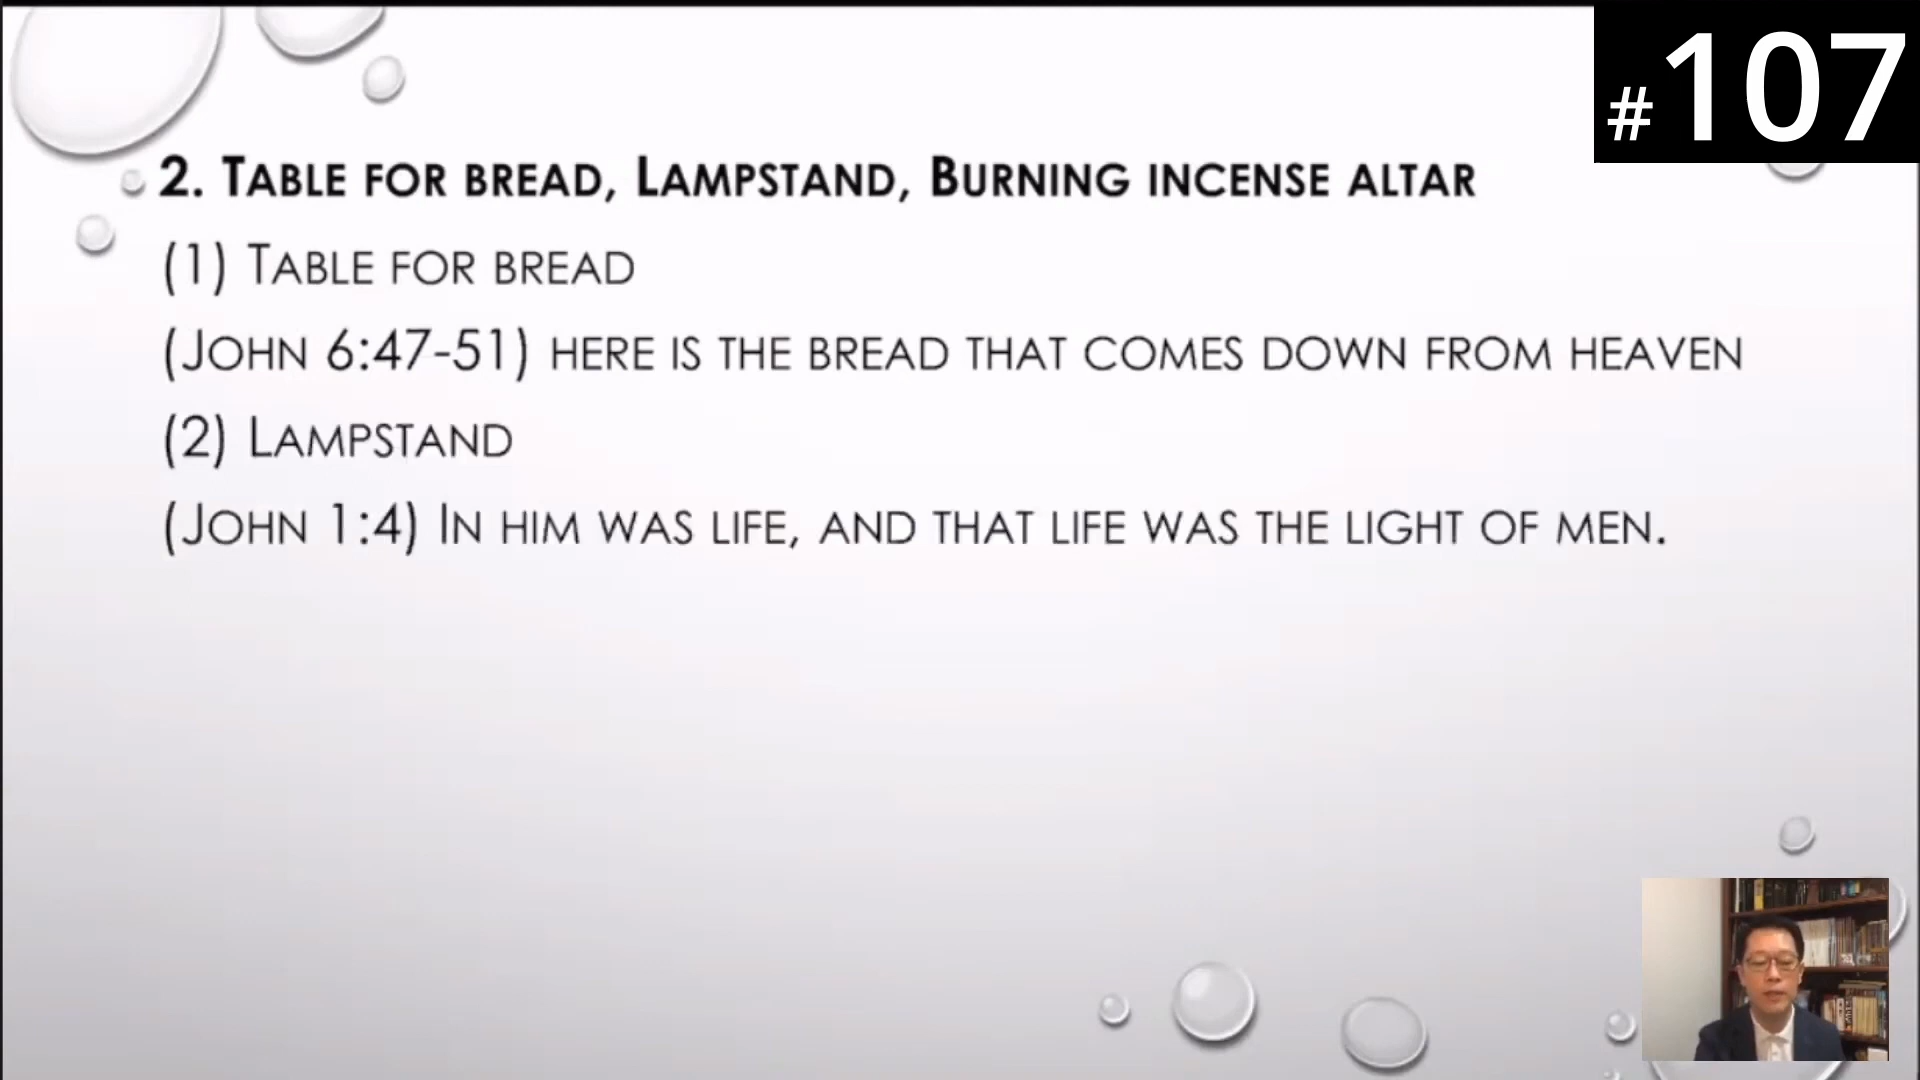 #107
2. Table for bread, Lampstand, Burning incense altar
(1) Table for bread
(John 6:47-51) here is the bread that comes down from heaven
(2) Lampstand
(John 1:4) In him was life, and that life was the light of men.